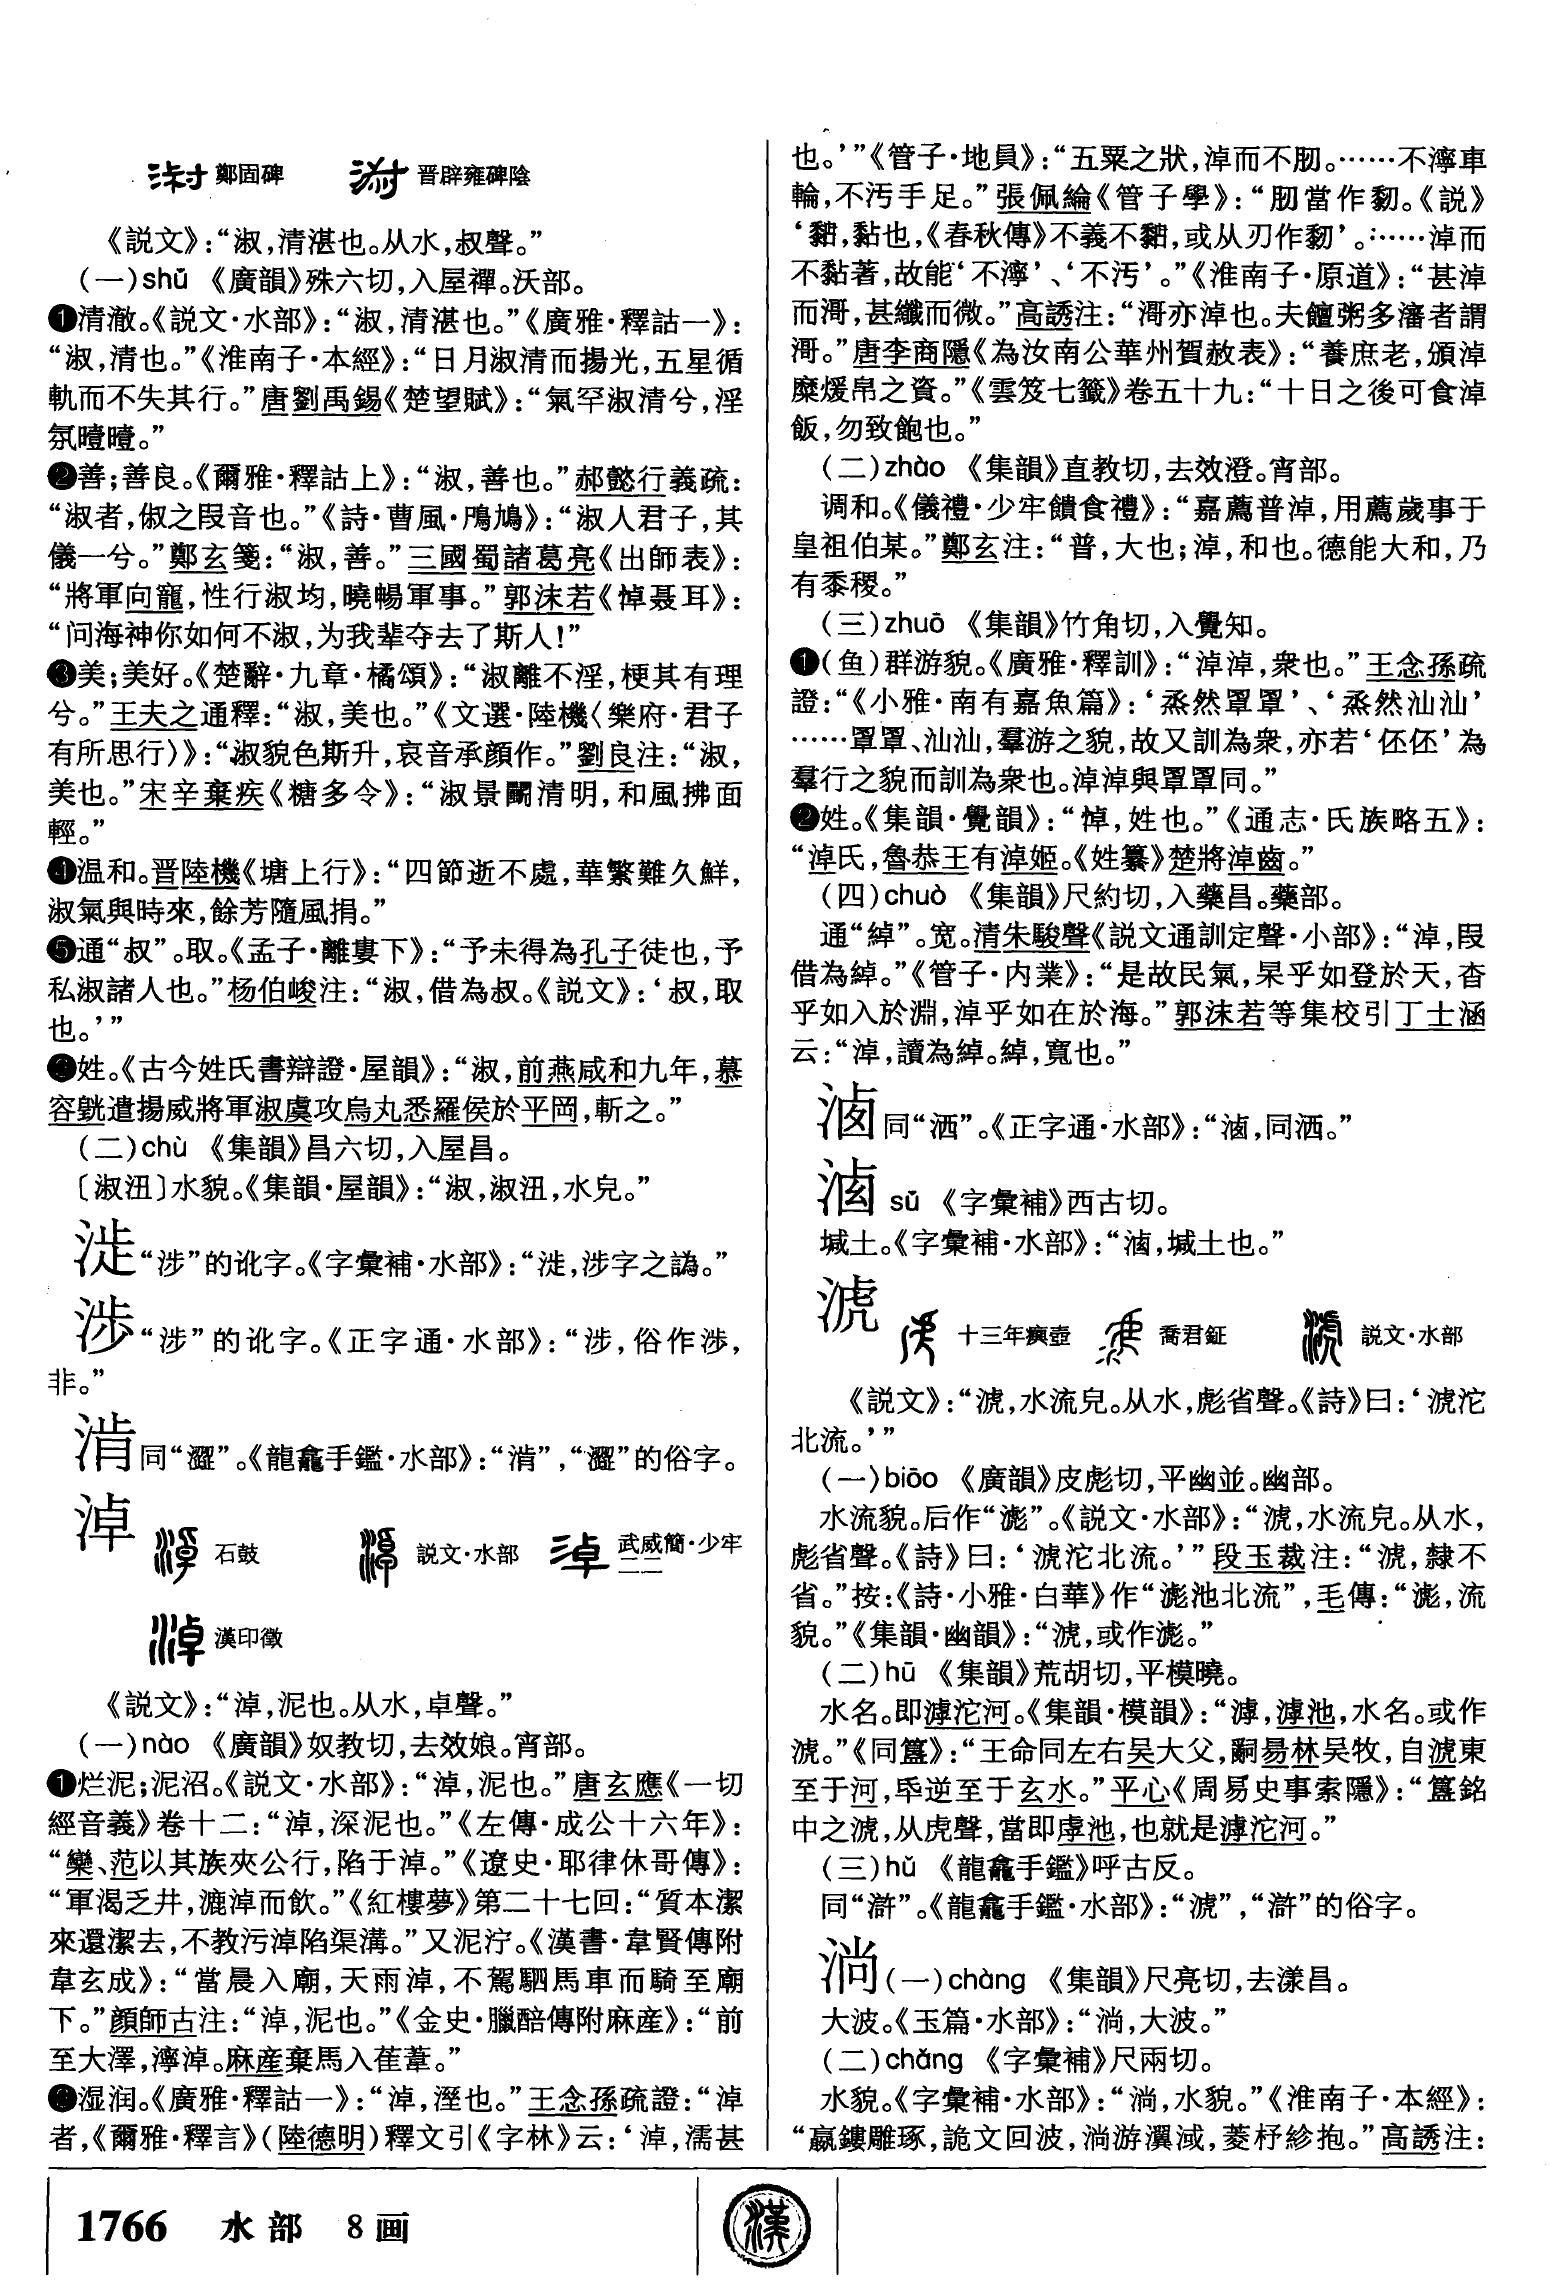 鄭固碑 晋辟雍碑陰
《説文》:“淑,清湛也。从水,叔聲。”
(一)shū 《廣韻》殊六切,入屋禪。沃部。
❶清澈。《説文·水部》:“淑,清湛也。”《廣雅·釋詁一》:
“淑,清也。”《淮南子·本經》:“日月淑清而揚光,五星循
軌而不失其行。”唐劉禹錫《楚望賦》:“氣罕淑清兮,淫
氛曀曀。”
❷善;善良。《爾雅·釋詁上》:“淑,善也。”郝懿行義疏:
“淑者,俶之叚音也。”《詩·曹風·鳲鳩》:“淑人君子,其
儀一兮。”鄭玄箋:“淑,善。”三國蜀諸葛亮《出師表》:
“將軍向寵,性行淑均,曉暢軍事。”郭沫若《悼聂耳》:
“问海神你如何不淑,为我辈夺去了斯人!”
❸美;美好。《楚辭·九章·橘頌》:“淑離不淫,梗其有理
兮。”王夫之通釋:“淑,美也。”《文選·陸機〈樂府·君子
有所思行〉》:“淑貌色斯升,哀音承顔作。”劉良注:“淑,
美也。”宋辛棄疾《糖多令》:“淑景鬭清明,和風拂面
輕。”
❹温和。晋陸機《塘上行》:“四節逝不處,華繁難久鮮,
淑氣與時來,餘芳隨風捐。”
❺通“叔”。取。《孟子·離婁下》:“予未得為孔子徒也,予
私淑諸人也。”杨伯峻注:“淑,借為叔。《説文》:‘叔,取
也。’”
❻姓。《古今姓氏書辯證·屋韻》:“淑,前燕咸和九年,慕
容皝遣揚威將軍淑虞攻烏丸悉羅侯於平岡,斬之。”
(二)chù 《集韻》昌六切,入屋昌。
〔淑沑〕水貌。《集韻·屋韻》:“淑,淑沑,水皃。”
“涉”的讹字。《字彙補·水部》:“,涉字之譌。”
渉“涉”的讹字。《正字通·水部》:“涉,俗作渉,
非。”
同“澀”。《龍龕手鑑·水部》:“”,“澀”的俗字。
淖 石鼓 説文·水部 武威簡·少牢
二二
漢印徵
《説文》:“淖,泥也。从水,卓聲。”
(一)nào 《廣韻》奴教切,去效娘。宵部。
❶烂泥;泥沼。《説文·水部》:“淖,泥也。”唐玄應《一切
經音義》卷十二:“淖,深泥也。”《左傳·成公十六年》:
“欒、范以其族夾公行,陷于淖。”《遼史·耶律休哥傳》:
“軍渴乏井,漉淖而飲。”《紅樓夢》第二十七回:“質本潔
來還潔去,不教污淖陷渠溝。”又泥泞。《漢書·韋賢傳附
韋玄成》:“當晨入廟,天雨淖,不駕駟馬車而騎至廟
下。”顔師古注:“淖,泥也。”《金史·臘醅傳附麻産》:“前
至大澤,濘淖。麻産棄馬入萑葦。”
❷湿润。《廣雅·釋詁一》:“淖,溼也。”王念孫疏證:“淖
者,《爾雅·釋言》(陸德明)釋文引《字林》云:‘淖,濡甚
也。’”《管子·地員》:“五粟之狀,淖而不肕。……不濘車
輪,不汚手足。”張佩綸《管子學》:“肕當作䵑。《説》
‘䵒,黏也,《春秋傳》不義不䵒,或从刃作䵑’。……淖而
不黏著,故能‘不濘’、‘不汚’。”《淮南子·原道》:“甚淖
而滒,甚纖而微。”高誘注:“滒亦淖也。夫饘粥多瀋者謂
滒。”唐李商隱《為汝南公華州賀赦表》:“養庶老,頒淖
糜煖帛之資。”《雲笈七籤》卷五十九:“十日之後可食淖
飯,勿致飽也。”
(二)zhào 《集韻》直教切,去效澄。宵部。
调和。《儀禮·少牢饋食禮》:“嘉薦普淖,用薦歲事于
皇祖伯某。”鄭玄注:“普,大也;淖,和也。德能大和,乃
有黍稷。”
(三)zhuō 《集韻》竹角切,入覺知。
❶(鱼)群游貌。《廣雅·釋訓》:“淖淖,衆也。”王念孫疏
證:“《小雅·南有嘉魚篇》:‘烝然罩罩’、‘烝然汕汕’
……罩罩、汕汕,羣游之貌,故又訓為衆,亦若‘伾伾’為
羣行之貌而訓為衆也。淖淖與罩罩同。”
❷姓。《集韻·覺韻》:“悼,姓也。”《通志·氏族略五》:
“淖氏,魯恭王有淖姬。《姓纂》楚將淖齒。”
(四)chuò 《集韻》尺約切,入藥昌。藥部。
通“綽”。宽。清朱駿聲《説文通訓定聲·小部》:“淖,叚
借為綽。”《管子·内業》:“是故民氣,杲乎如登於天,杳
乎如入於淵,淖乎如在於海。”郭沫若等集校引丁士涵
云:“淖,讀為綽。綽,寬也。”
同“洒”。《正字通·水部》:“滷,同洒。”
滷 sǔ 《字彙補》西古切。
堿土。《字彙補·水部》:“滷,堿土也。”
淲 十三年㾓壺 喬君鉦 説文·水部
《説文》:“淲,水流皃。从水,彪省聲。《詩》曰:‘淲沱
北流。’”
(一)biāo 《廣韻》皮彪切,平幽並。幽部。
水流貌。后作“滮”。《説文·水部》:“淲,水流皃。从水,
彪省聲。《詩》曰:‘淲沱北流。’”段玉裁注:“淲,隸不
省。”按:《詩·小雅·白華》作“滮池北流”,毛傳:“滮,流
貌。”《集韻·幽韻》:“淲,或作滮。”
(二)hū 《集韻》荒胡切,平模曉。
水名。即滹沱河。《集韻·模韻》:“滹,滹池,水名。或作
淲。”《同簋》:“王命同左右吴大父,嗣昜林吴牧,自淲東
至于河,氒逆至于玄水。”平心《周易史事索隱》:“簋銘
中之淲,从虎聲,當即虖池,也就是滹沱河。”
(三)hǔ 《龍龕手鑑》呼古反。
同“滸”。《龍龕手鑑·水部》:“淲”,“滸”的俗字。
淌(一)chàng 《集韻》尺亮切,去漾昌。
大波。《玉篇·水部》:“淌,大波。”
(二)chǎng 《字彙補》尺兩切。
水貌。《字彙補·水部》:“淌,水貌。”《淮南子·本經》:
“嬴鏤雕琢,詭文回波,淌游瀷淢,菱杼紾抱。”高誘注:
1766 水部 8画
漢